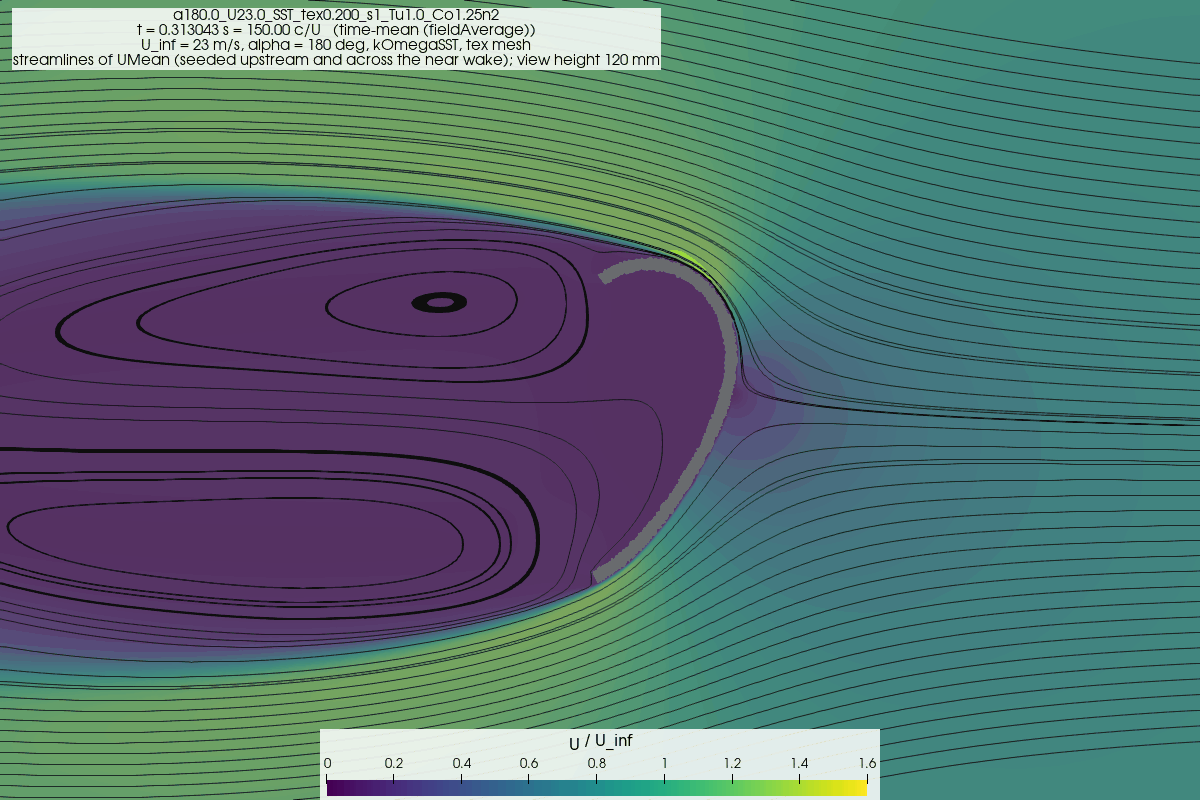 a180.0_U23.0_SST_tex0.200_s1_Tu1.0_Co1.25n2
t = 0.313043 s = 150.00 c/U (time-mean (fieldAverage))
U_inf = 23 m/s, alpha = 180 deg, kOmegaSST, tex mesh
streamlines of UMean (seeded upstream and across the near wake); view height 120 mm
U / U_inf
0 0.2 0.4 0.6 0.8 1 1.2 1.4 1.6